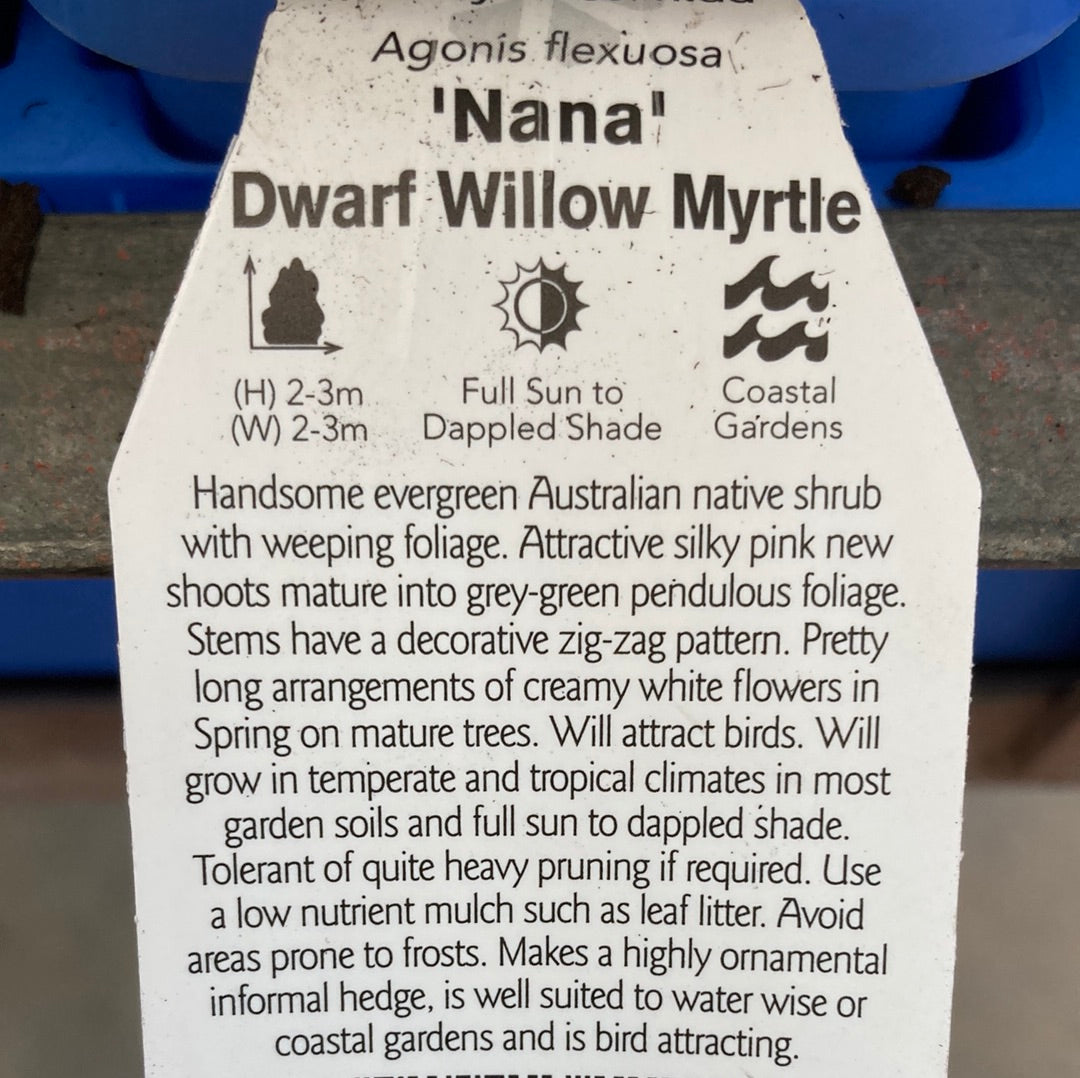 Agonis flexuosa
'Nana'
Dwarf Willow Myrtle
(H) 2-3m
(W) 2-3m
Full Sun to
Dappled Shade
Coastal
Gardens
Handsome evergreen Australian native shrub
with weeping foliage. Attractive silky pink new
shoots mature into grey-green pendulous foliage.
Stems have a decorative zig-zag pattern. Pretty
long arrangements of creamy white flowers in
Spring on mature trees. Will attract birds. Will
grow in temperate and tropical climates in most
garden soils and full sun to dappled shade.
Tolerant of quite heavy pruning if required. Use
a low nutrient mulch such as leaf litter. Avoid
areas prone to frosts. Makes a highly ornamental
informal hedge, is well suited to water wise or
coastal gardens and is bird attracting.